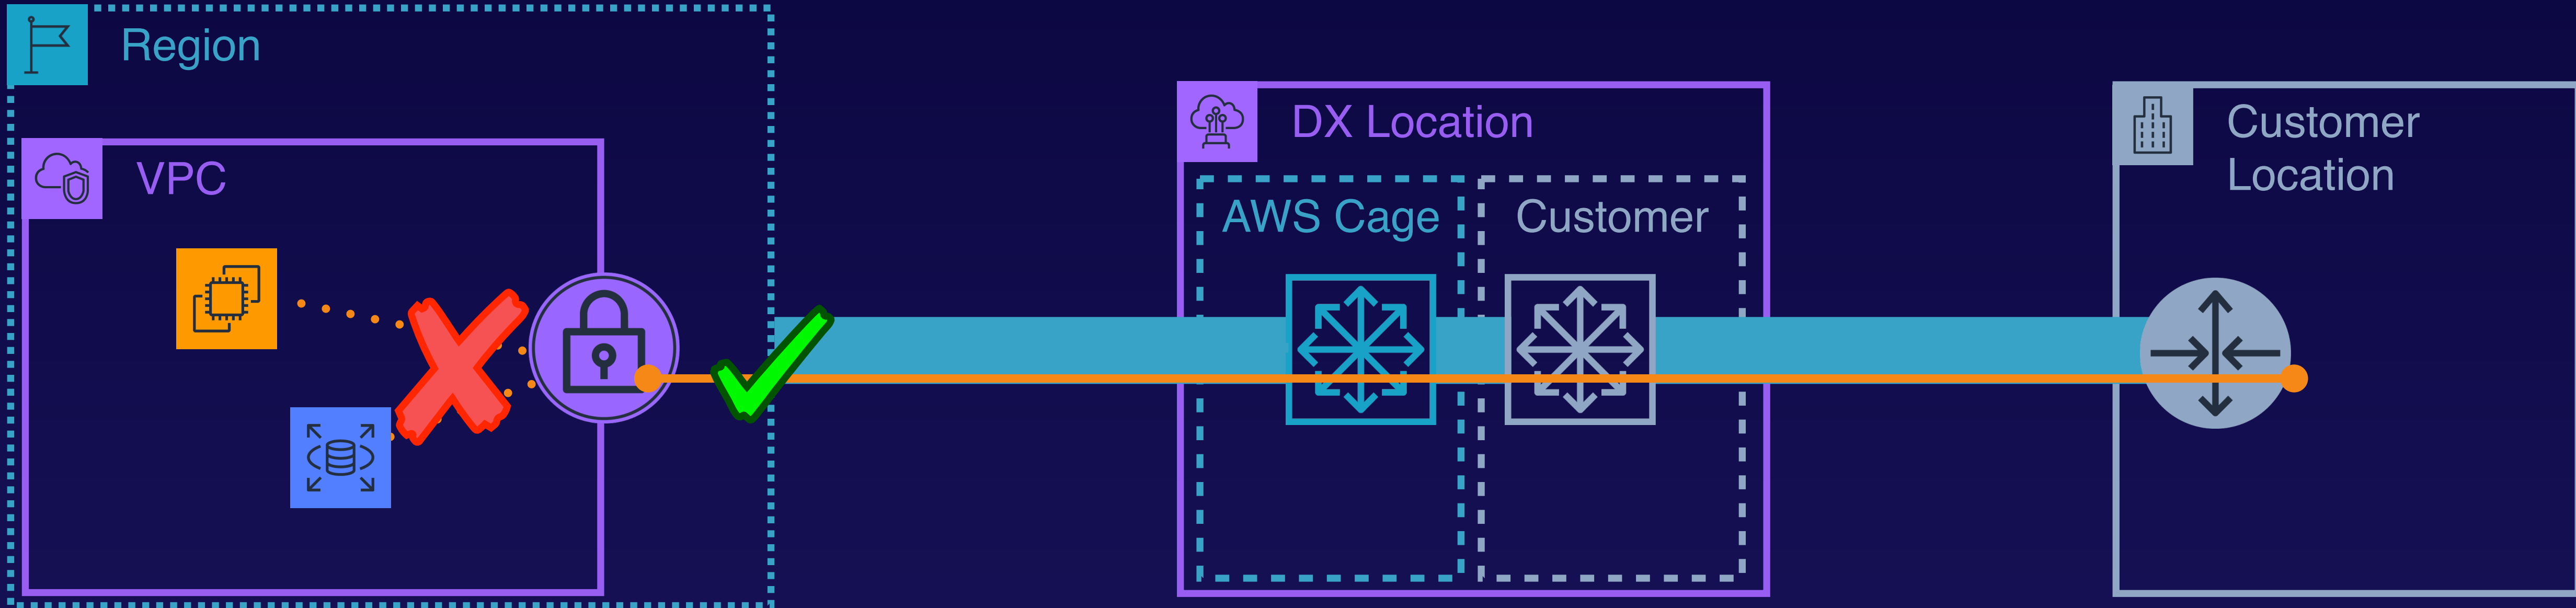 Region
VPC
DX Location
AWS Cage
Customer
Customer
Location